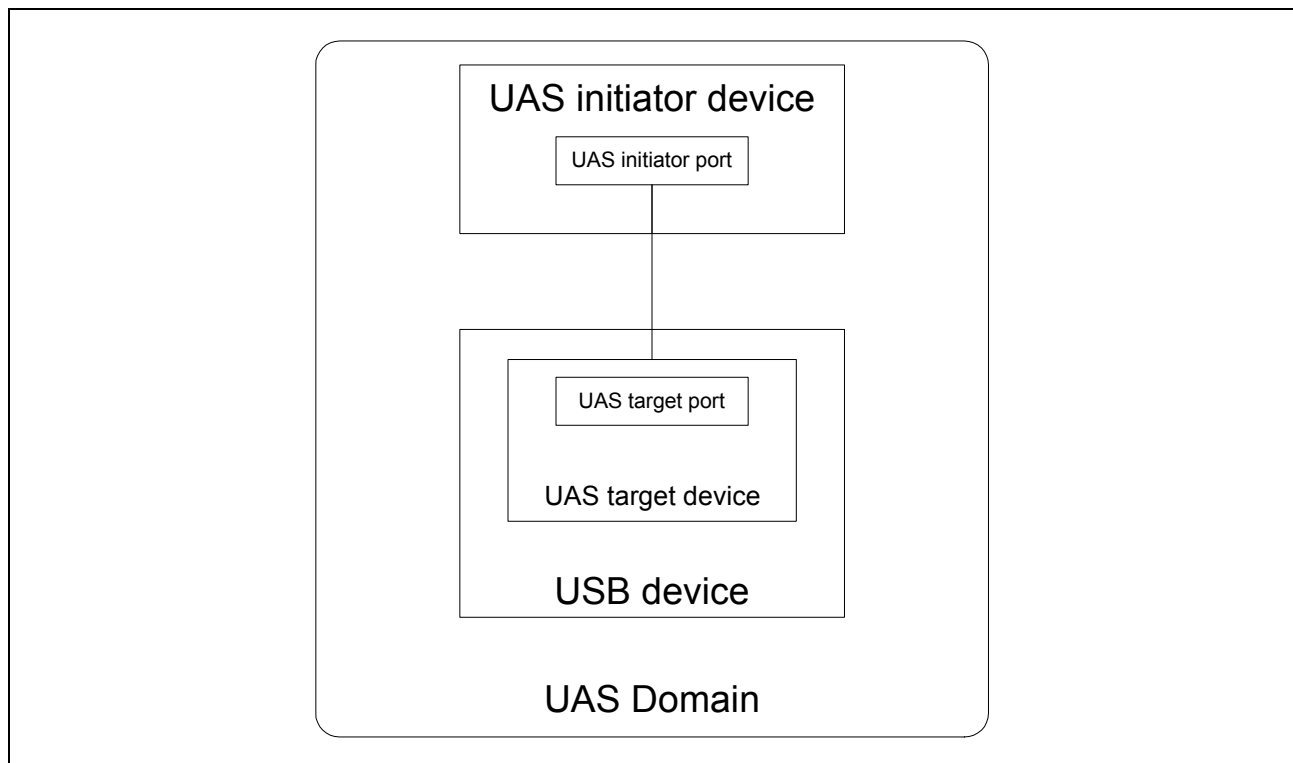 UAS initiator device
UAS initiator port
UAS target port
UAS target device
USB device
UAS Domain